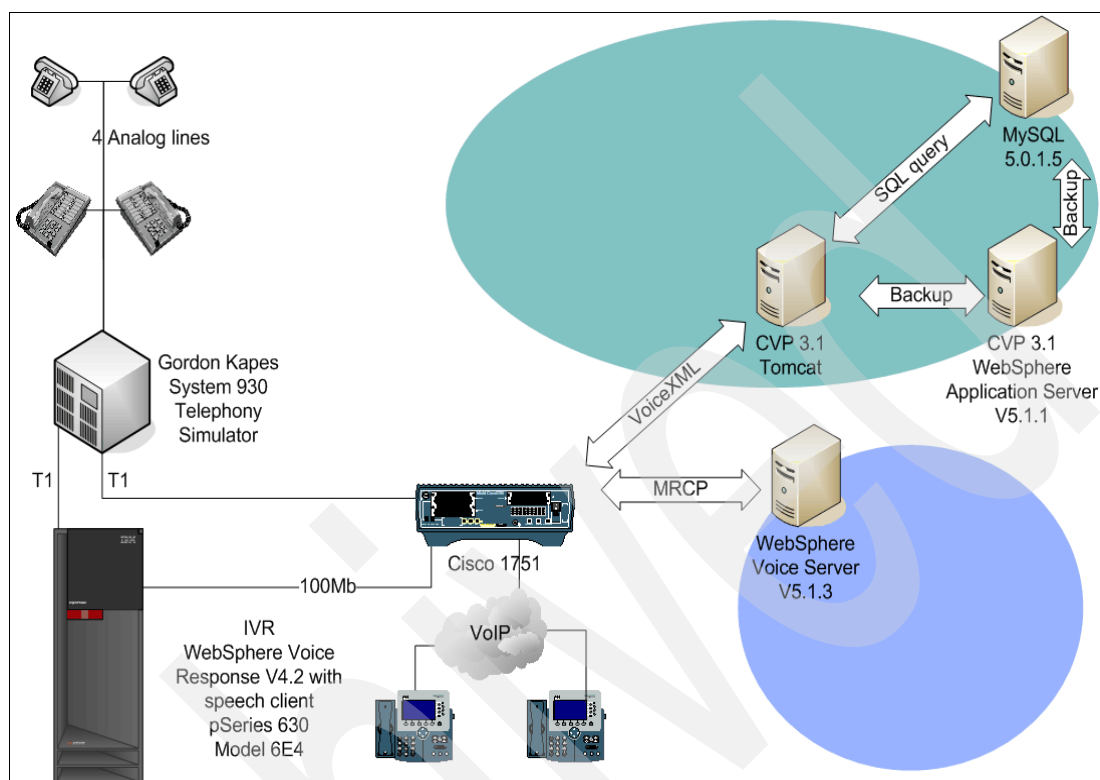 4 Analog lines
Gordon Kapes
System 930
Telephony
Simulator
T1
T1
MySQL
5.0.1.5
SQL query
Backup
CVP 3.1
Tomcat
Backup
CVP 3.1
WebSphere
Application Server
V5.1.1
VoiceXML
MRCP
WebSphere
Voice Server
V5.1.3
Cisco 1751
100Mb
VoIP
IVR
WebSphere Voice
Response V4.2 with
speech client
pSeries 630
Model 6E4
IBM